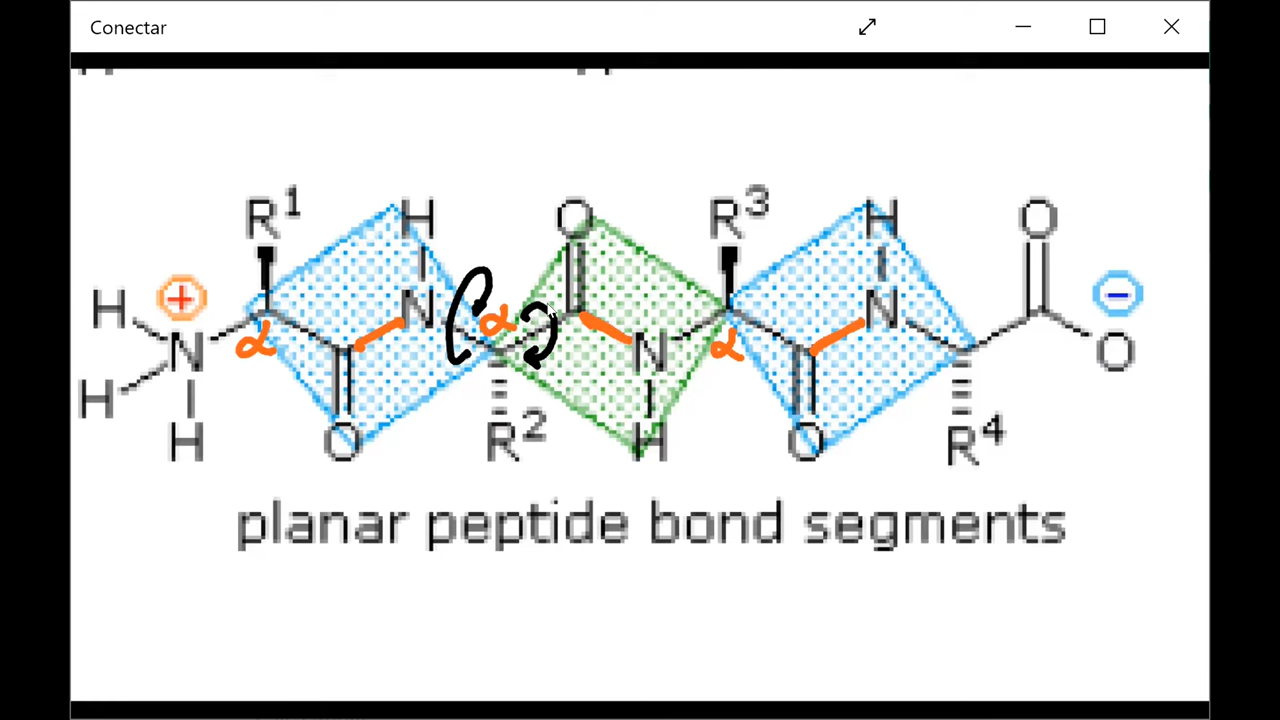 Conectar
H H
R¹ H O R³ H O
H + N α − 
N α N
α N α O
H H
H O R² H O R⁴
planar peptide bond segments